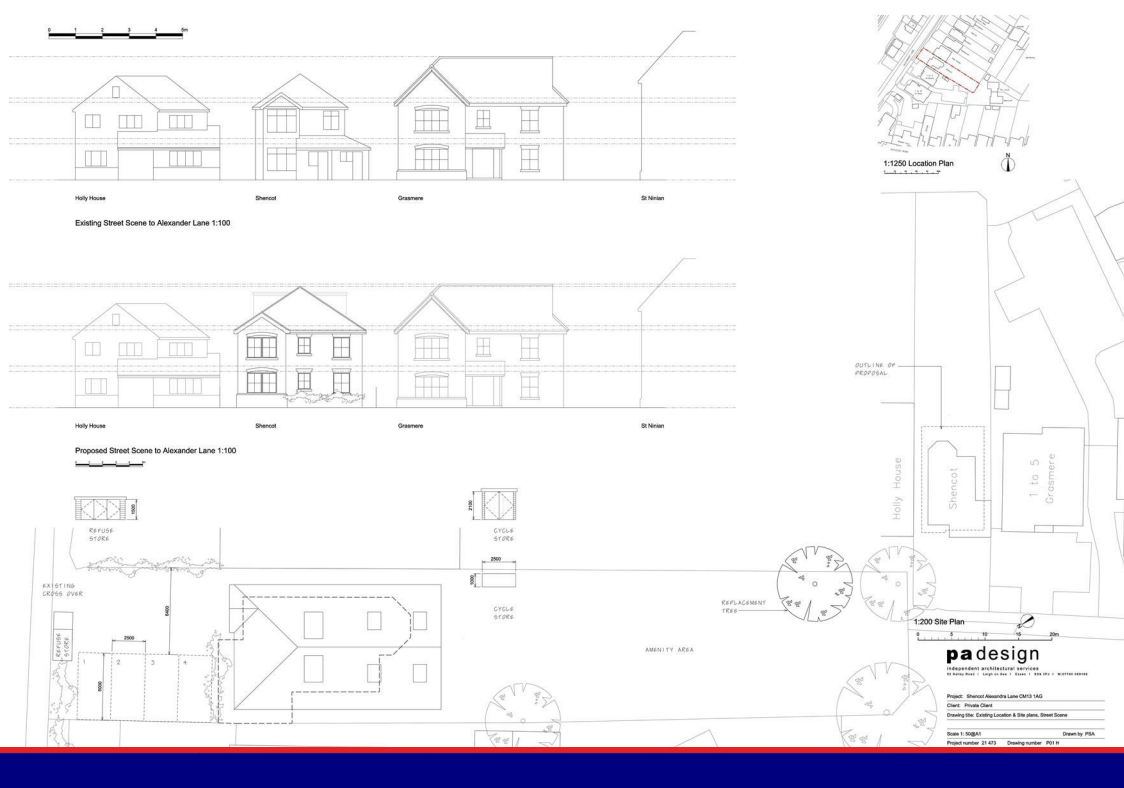 0 1 2 3 4 5m
Holly House
Shencot
Grasmere
St Ninian
Existing Street Scene to Alexander Lane 1:100
1:1250 Location Plan
N
Holly House
Shencot
Grasmere
St Ninian
Proposed Street Scene to Alexander Lane 1:100
OUTLINE OF
PROPOSAL
Holly House
Shencot
1 to 5
Grasmere
1500
REFUSE
STORE
2100
CYCLE
STORE
EXISTING
CROSS OVER
REFUSE
STORE
2500
1
2
3
4
2500
1000
CYCLE
STORE
REPLACEMENT
TREE
AMENITY AREA
1:200 Site Plan
0 5 10 15 20m
pa design
independent architectural services
Project: Shencot Alexandra Lane CM13 1AG
Client: Private Client
Drawing title: Existing Location & Site plans, Street Scene
Scale 1: 50@A1
Drawn by PSA
Project number 21 473
Drawing number P01 H